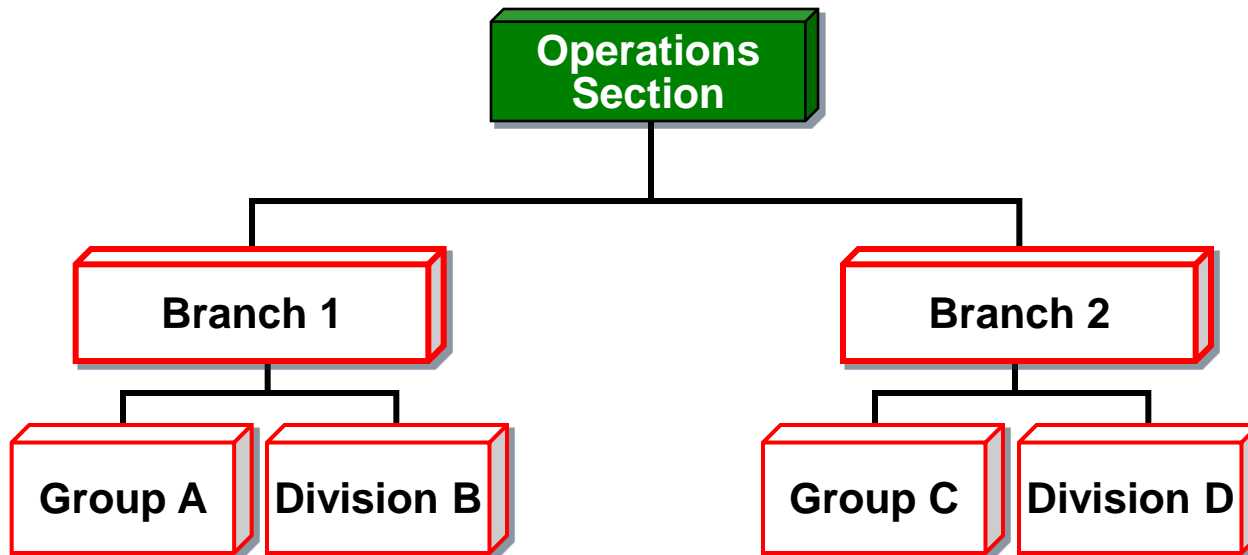 Operations
Section
Branch 1
Branch 2
Group A
Division B
Group C
Division D